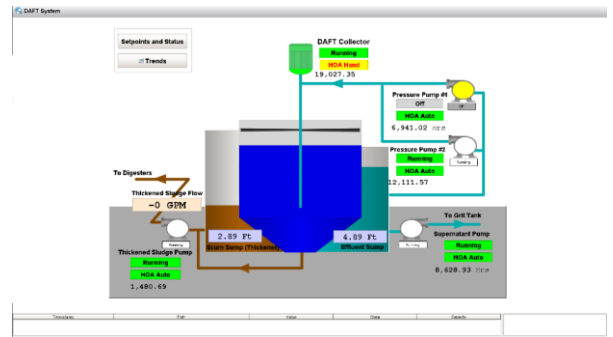 DAFT System
Setpoints and Status
Trends
DAFT Collector
Running
HOA Hand
19,027.35
Pressure Pump #1
Off
HOA Auto
6,941.02 Hrs
Off
Pressure Pump #2
Running
HOA Auto
12,111.57
Running
To Digesters
Thickened Sludge Flow
-0 GPM
Running
Thickened Sludge Pump
Running
HOA Auto
1,480.69
2.89 Ft
Scum Sump (Thickened)
4.89 Ft
Effluent Sump
To Grit Tank
Running
Supernatant Pump
Running
HOA Auto
8,628.93 Hrs
Timestamp Path Value State Severity